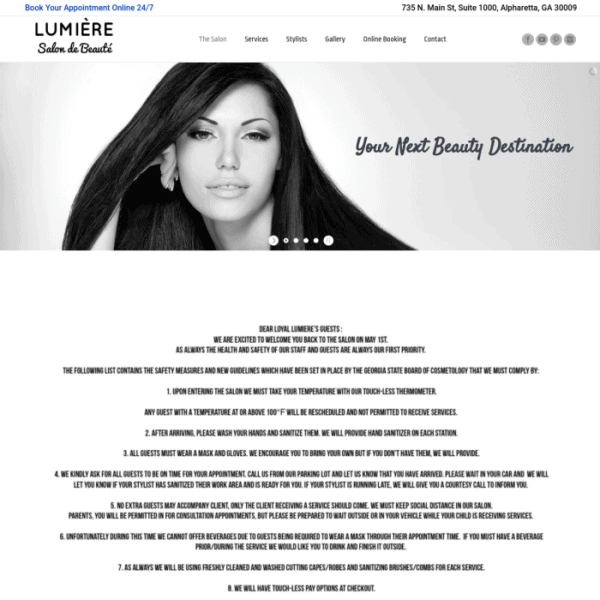 Book Your Appointment Online 24/7
735 N. Main St, Suite 1000, Alpharetta, GA 30009
LUMIÈRE
Salon de Beauté
The Salon Services Stylists Gallery Online Booking Contact
Your Next Beauty Destination
DEAR LOYAL LUMIERE'S GUESTS :
WE ARE EXCITED TO WELCOME YOU BACK TO THE SALON ON MAY 1ST.
AS ALWAYS THE HEALTH AND SAFETY OF OUR STAFF AND GUESTS ARE ALWAYS OUR FIRST PRIORITY.
THE FOLLOWING LIST CONTAINS THE SAFETY MEASURES AND NEW GUIDELINES WHICH HAVE BEEN SET IN PLACE BY THE GEORGIA STATE BOARD OF COSMETOLOGY THAT WE MUST COMPLY BY:
1. UPON ENTERING THE SALON WE MUST TAKE YOUR TEMPERATURE WITH OUR TOUCH-LESS THERMOMETER.
ANY GUEST WITH A TEMPERATURE AT OR ABOVE 100°F WILL BE RESCHEDULED AND NOT PERMITTED TO RECEIVE SERVICES.
2. AFTER ARRIVING, PLEASE WASH YOUR HANDS AND SANITIZE THEM. WE WILL PROVIDE HAND SANITIZER ON EACH STATION.
3. ALL GUESTS MUST WEAR A MASK AND GLOVES. WE ENCOURAGE YOU TO BRING YOUR OWN BUT IF YOU DON'T HAVE THEM, WE WILL PROVIDE.
4. WE KINDLY ASK FOR ALL GUESTS TO BE ON TIME FOR YOUR APPOINTMENT. CALL US FROM OUR PARKING LOT AND LET US KNOW THAT YOU HAVE ARRIVED. PLEASE WAIT IN YOUR CAR AND WE WILL
LET YOU KNOW IF YOUR STYLIST HAS SANITIZED THEIR WORK AREA AND IS READY FOR YOU. IF YOUR STYLIST IS RUNNING LATE, WE WILL GIVE YOU A COURTESY CALL TO INFORM YOU.
5. NO EXTRA GUESTS MAY ACCOMPANY CLIENT, ONLY THE CLIENT RECEIVING A SERVICE SHOULD COME. WE MUST KEEP SOCIAL DISTANCE IN OUR SALON.
PARENTS, YOU WILL BE PERMITTED IN FOR CONSULTATION APPOINTMENTS, BUT PLEASE BE PREPARED TO WAIT OUTSIDE OR IN YOUR VEHICLE WHILE YOUR CHILD IS RECEIVING SERVICES.
6. UNFORTUNATELY DURING THIS TIME WE CANNOT OFFER BEVERAGES DUE TO GUESTS BEING REQUIRED TO WEAR A MASK THROUGH THEIR APPOINTMENT TIME. IF YOU MUST HAVE A BEVERAGE
PRIOR/DURING THE SERVICE WE WOULD LIKE YOU TO DRINK AND FINISH IT OUTSIDE.
7. AS ALWAYS WE WILL BE USING FRESHLY CLEANED AND WASHED CUTTING CAPES/ROBES AND SANITIZING BRUSHES/COMBS FOR EACH SERVICE.
8. WE WILL HAVE TOUCH-LESS PAY OPTIONS AT CHECKOUT.